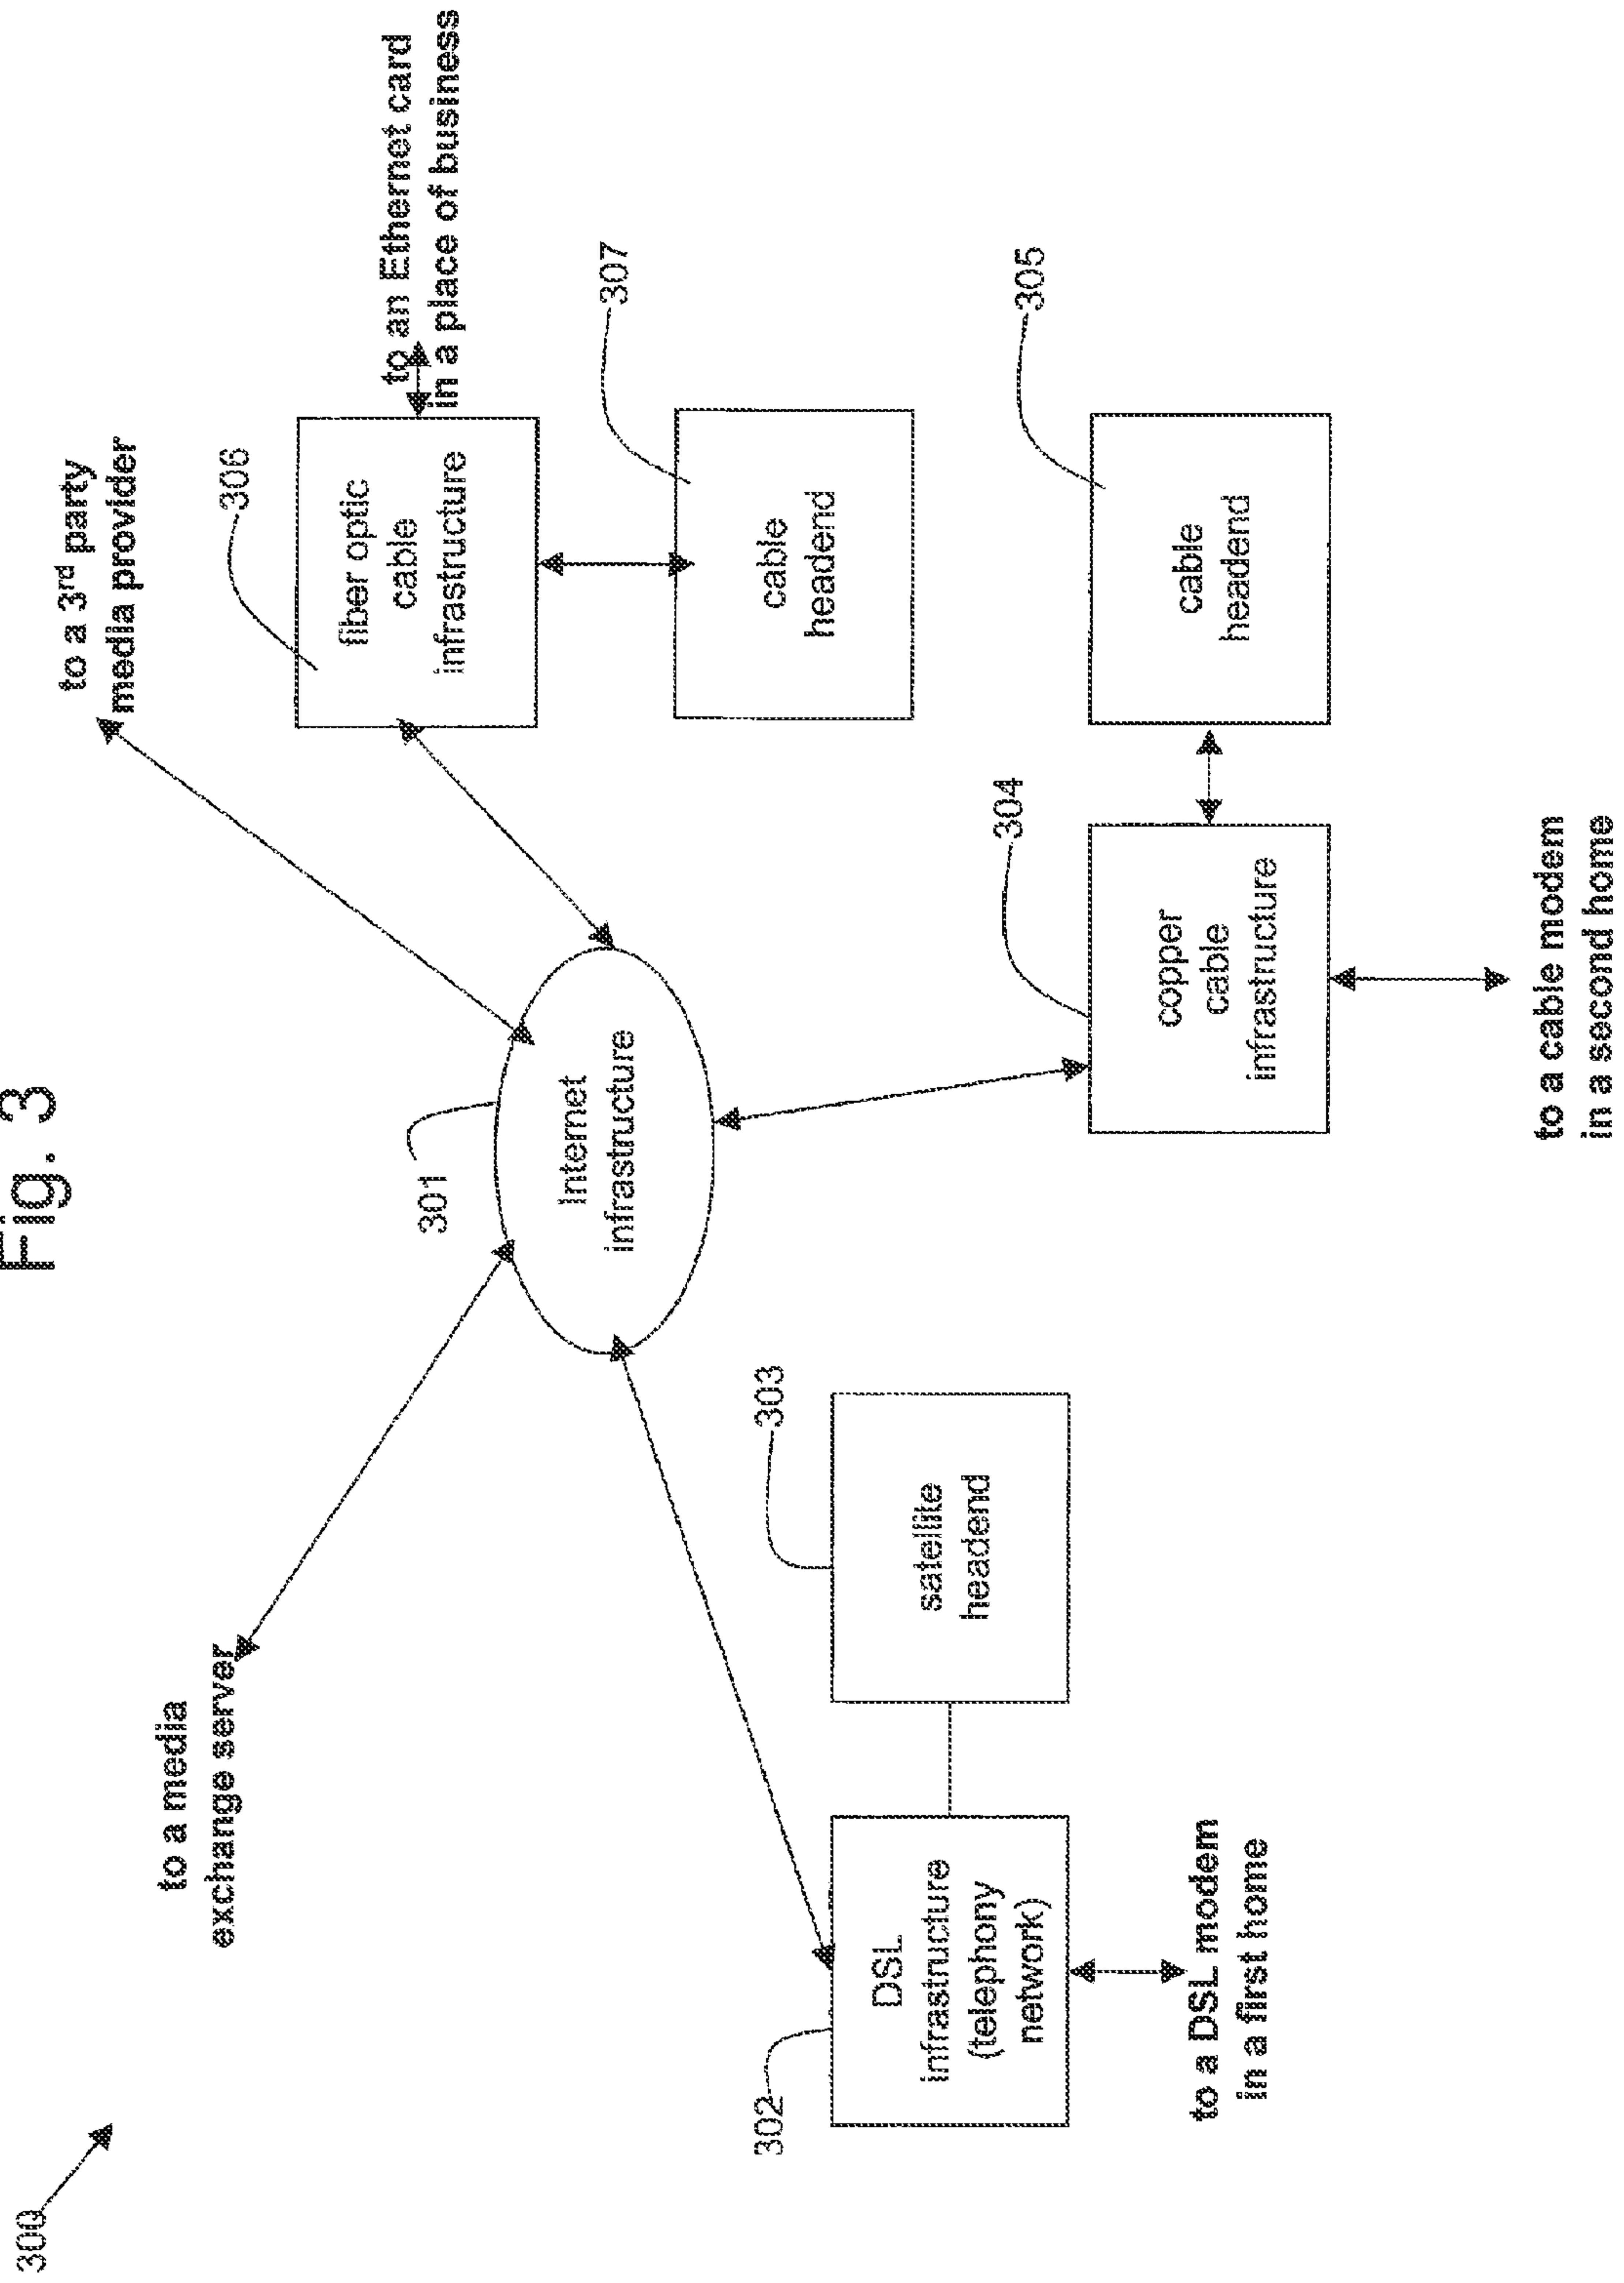 Fig. 3
300
to a media
exchange server
to a 3rd party
media provider
301
Internet
infrastructure
306
fiber optic
cable
infrastructure
to an Ethernet card
in a place of business
307
cable
headend
302
DSL
infrastructure
(telephony
network)
303
satellite
headend
304
copper
cable
infrastructure
305
cable
headend
to a DSL modem
in a first home
to a cable modem
in a second home